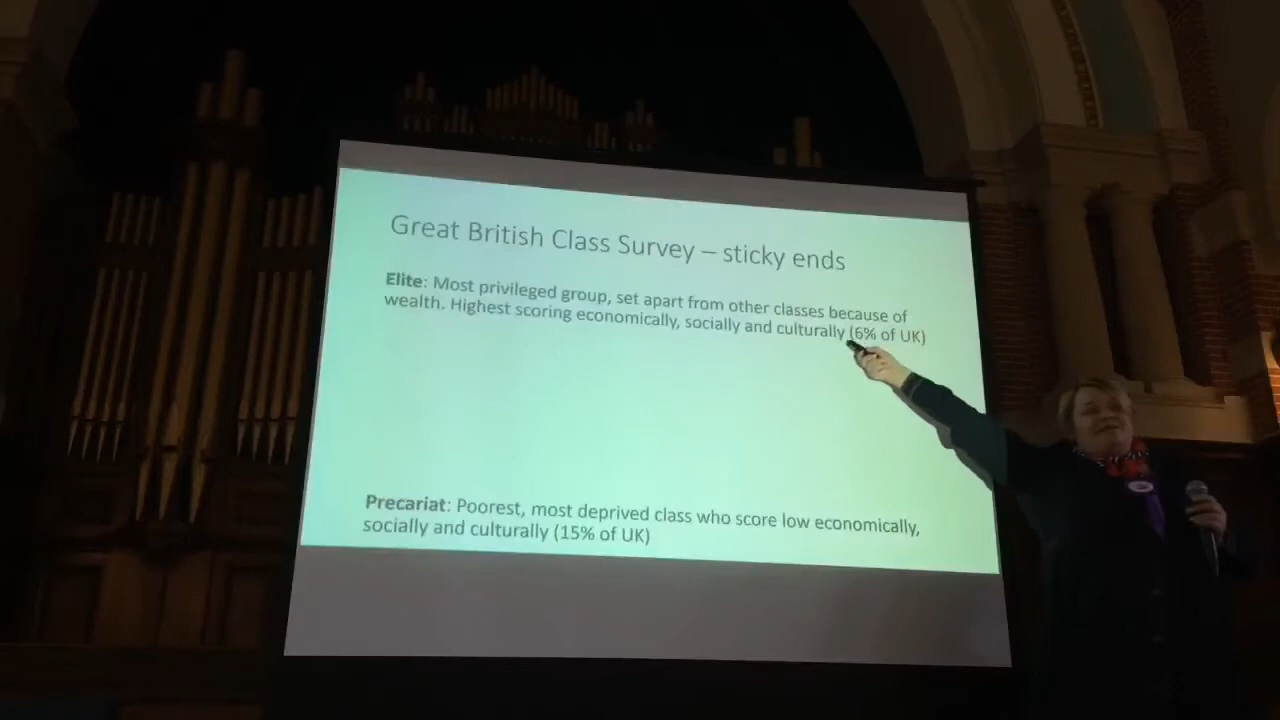 Great British Class Survey – sticky ends
Elite: Most privileged group, set apart from other classes because of
wealth. Highest scoring economically, socially and culturally (6% of UK)
Precariat: Poorest, most deprived class who score low economically,
socially and culturally (15% of UK)